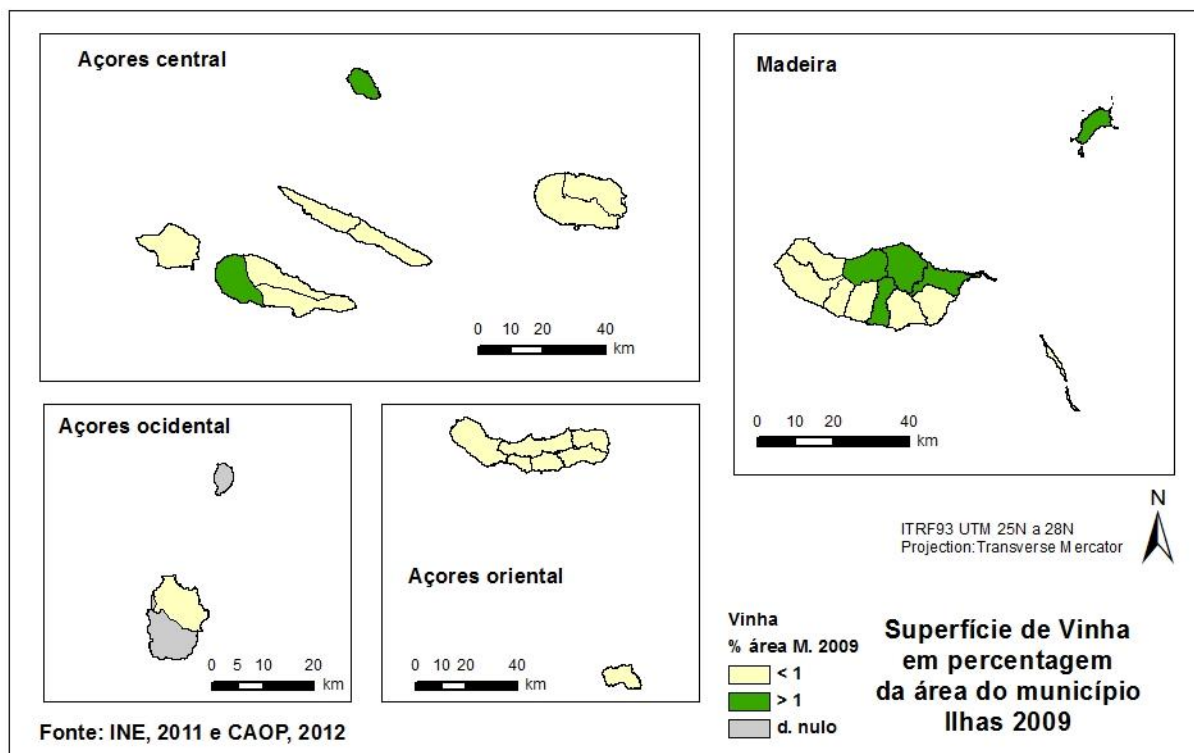 Açores central
0 10 20 40
km
Madeira
0 10 20 40
km
Açores ocidental
0 5 10 20
km
Açores oriental
0 10 20 40
km
N
ITRF93 UTM 25N a 28N
Projection:Transverse Mercator
Vinha
% área M. 2009
< 1
> 1
d. nulo
Superfície de Vinha
em percentagem
da área do município
Ilhas 2009
Fonte: INE, 2011 e CAOP, 2012